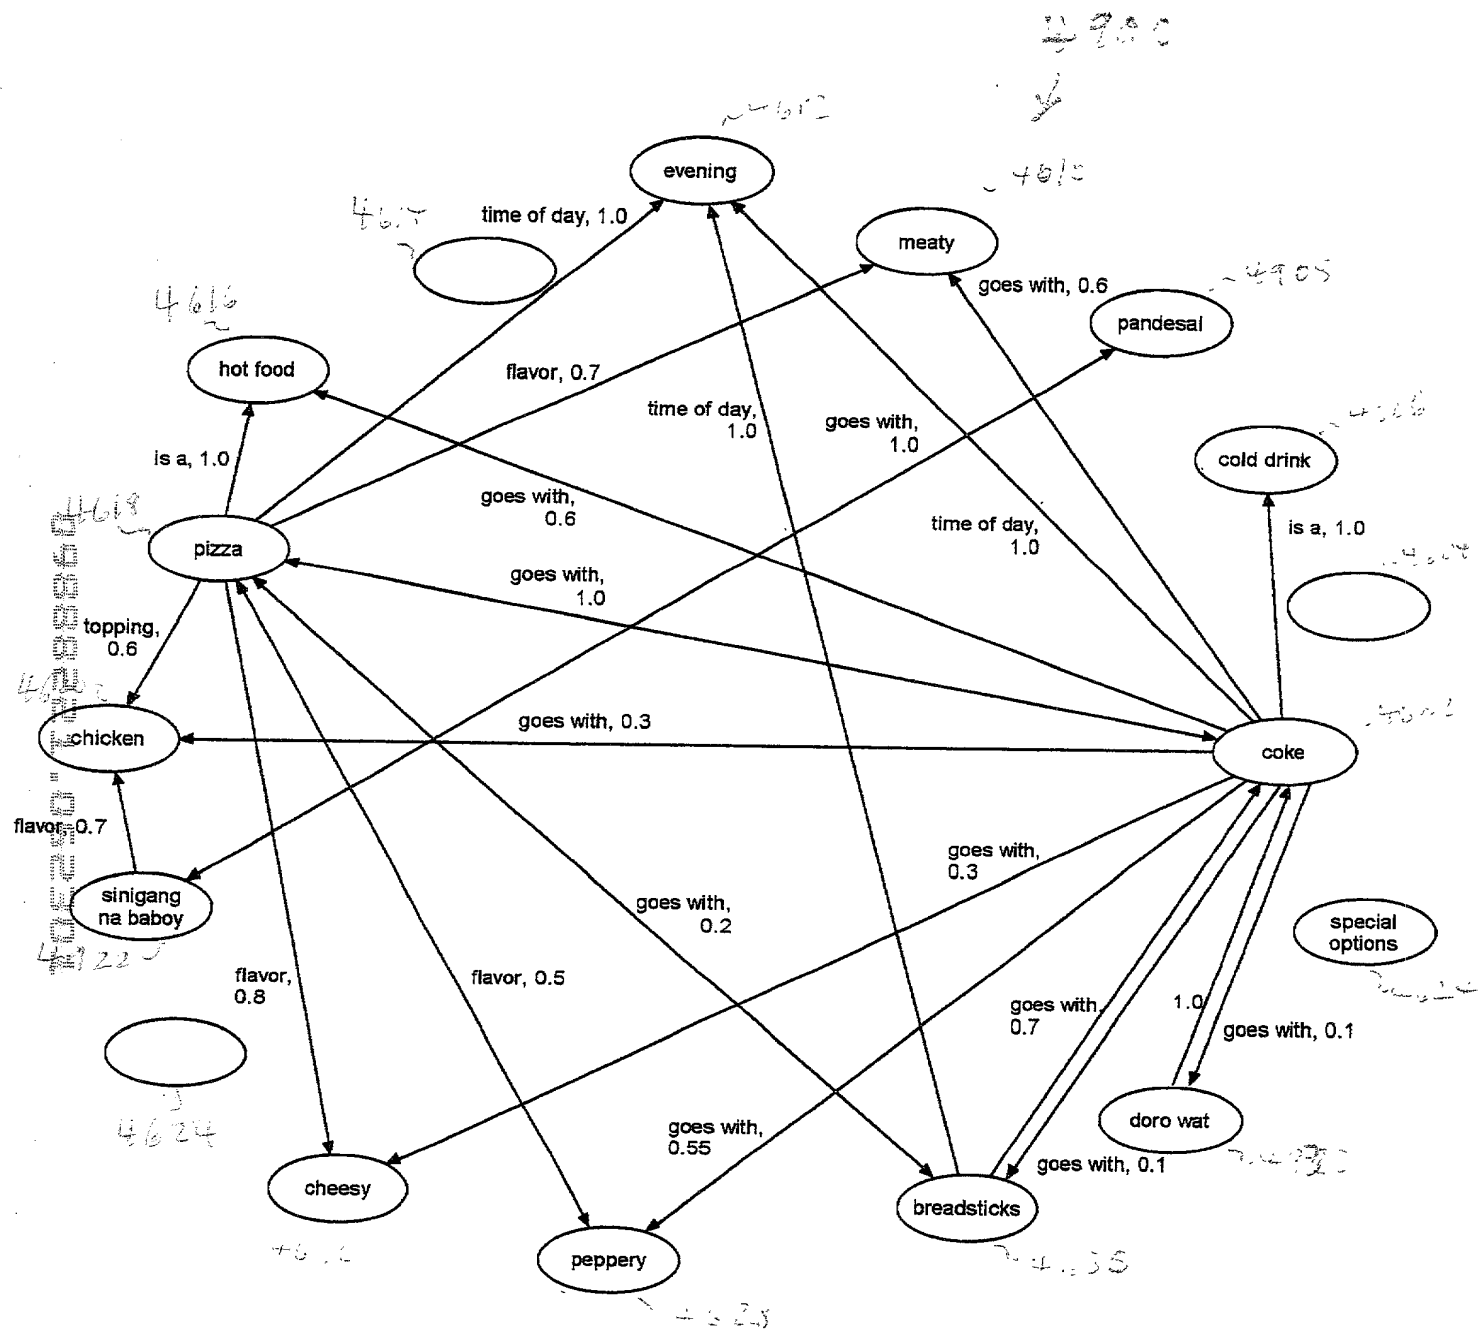 evening
time of day, 1.0
meaty
goes with, 0.6
pandesal
4905
4616
hot food
flavor, 0.7
time of day,
1.0
goes with,
1.0
cold drink
is a, 1.0
goes with,
0.6
time of day,
1.0
is a, 1.0
4618
pizza
goes with,
1.0
topping,
0.6
chicken
goes with, 0.3
coke
flavor, 0.7
goes with,
0.3
sinigang
na baboy
goes with,
0.2
special
options
4922
flavor,
0.8
flavor, 0.5
goes with,
0.7
1.0
goes with, 0.1
4624
goes with,
0.55
doro wat
goes with, 0.1
cheesy
breadsticks
peppery